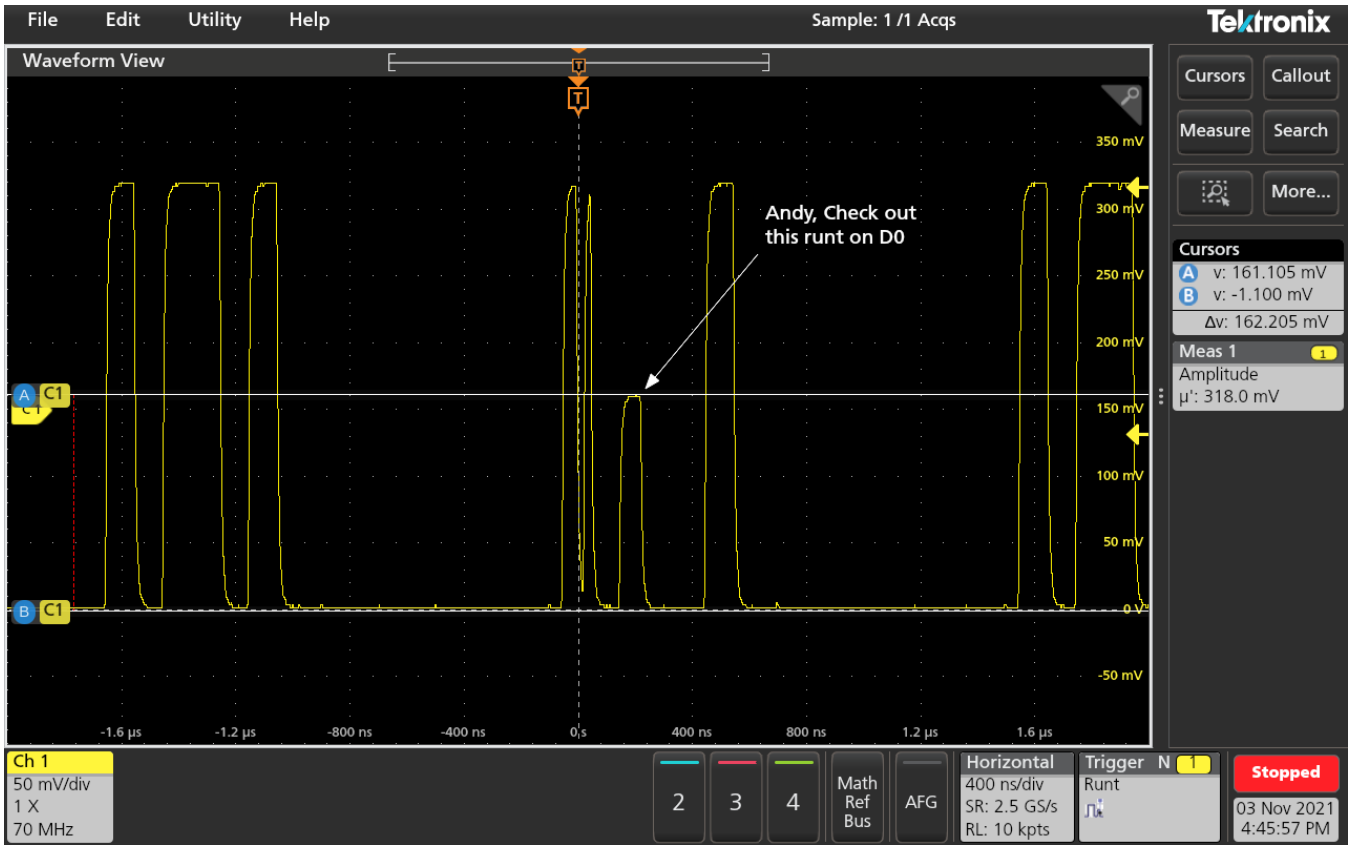 File Edit Utility Help Sample: 1 /1 Acqs Tektronix
Waveform View
T
T
Cursors Callout
Measure Search
More...
350 mV
300 mV
250 mV
200 mV
150 mV
100 mV
50 mV
0 V
-50 mV
Andy, Check out
this runt on D0
A C1
C1
B C1
-1.6 µs -1.2 µs -800 ns -400 ns 0 s 400 ns 800 ns 1.2 µs 1.6 µs
Cursors
A v: 161.105 mV
B v: -1.100 mV
Δv: 162.205 mV
Meas 1 1
Amplitude
µ': 318.0 mV
Ch 1
50 mV/div
1 X
70 MHz
2 3 4
Math
Ref
Bus
AFG
Horizontal
400 ns/div
SR: 2.5 GS/s
RL: 10 kpts
Trigger N 1
Runt
Stopped
03 Nov 2021
4:45:57 PM